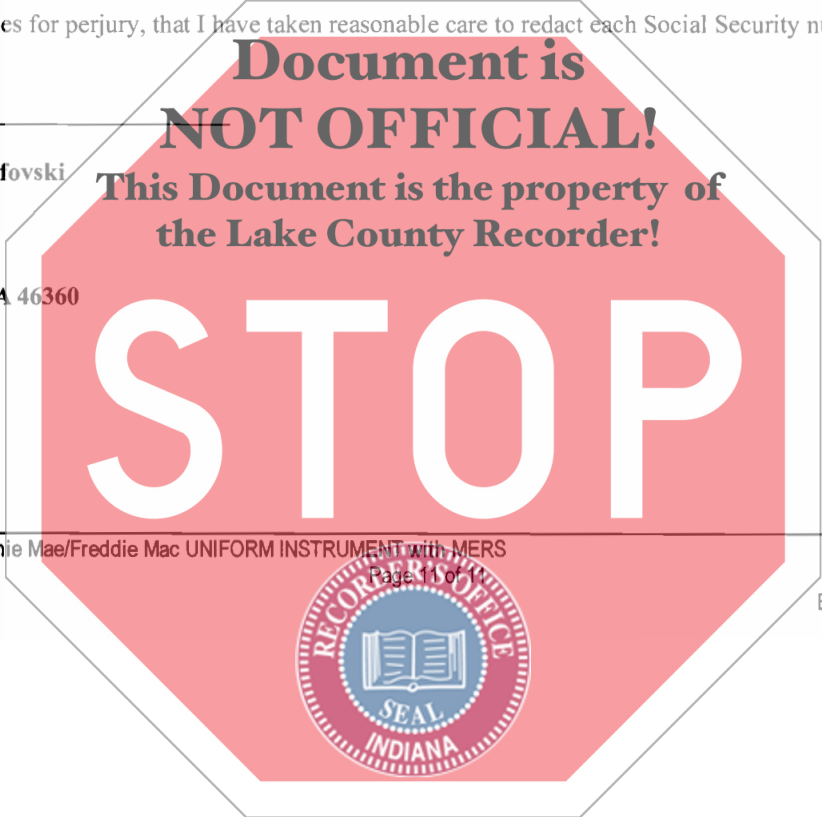 es for perjury, that I have taken reasonable care to redact each Social Security nu
Document is
NOT OFFICIAL!
fovski
This Document is the property of
the Lake County Recorder!
A 46360
STOP
nie Mae/Freddie Mac UNIFORM INSTRUMENT with MERS
Page 11 of 11
RECORDER'S OFFICE
SEAL
INDIANA